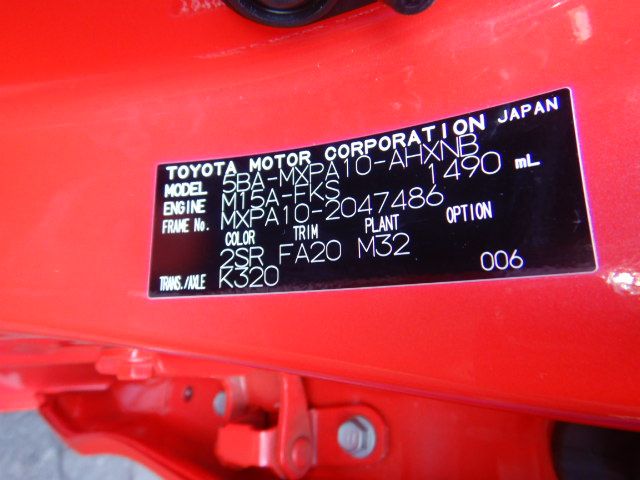 TOYOTA MOTOR CORPORATION JAPAN
MODEL 5BA-MXPA10-AHXNB
ENGINE M15A-FKS 1490 mL
FRAME No. MXPA10-2047486
COLOR TRIM PLANT OPTION
2SR FA20 M32
TRANS./AXLE K320 006